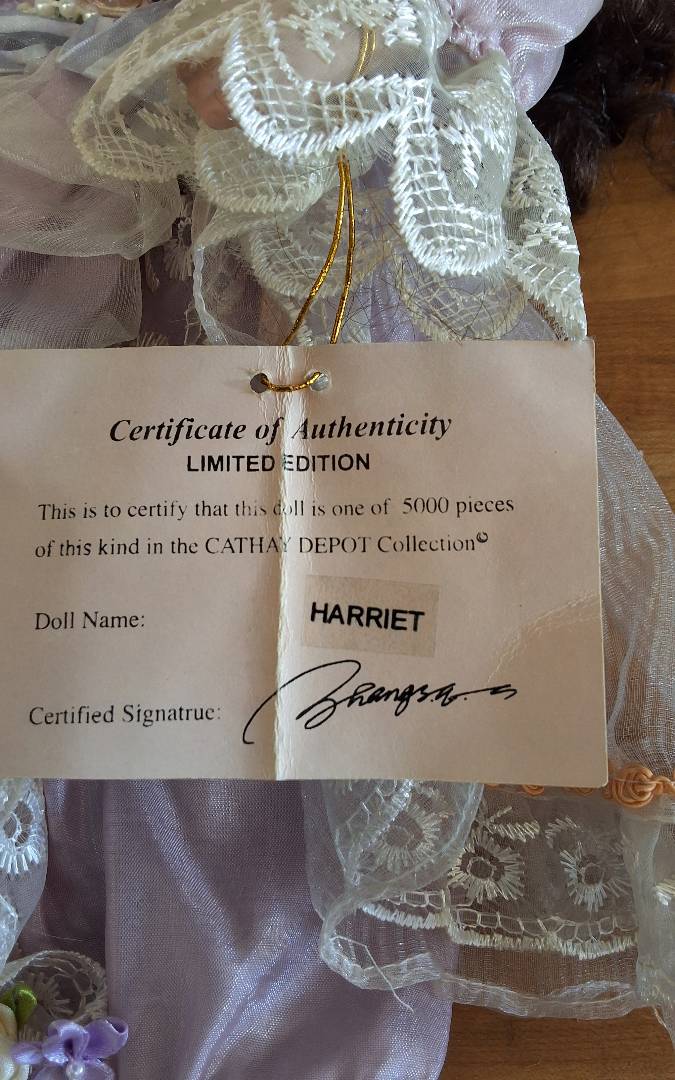 Certificate of Authenticity
LIMITED EDITION
This is to certify that this doll is one of 5000 pieces
of this kind in the CATHAY DEPOT Collection©
Doll Name: HARRIET
Certified Signatrue: